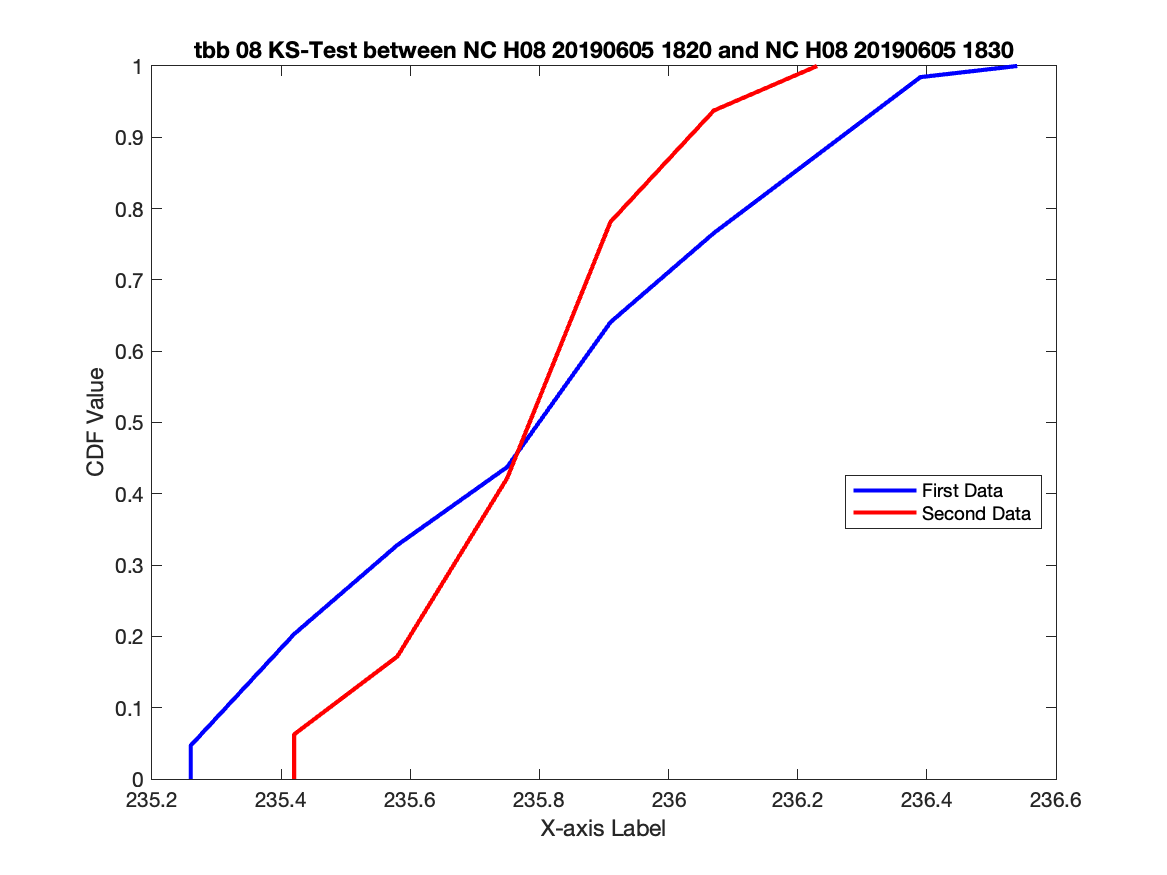 tbb 08 KS-Test between NC H08 20190605 1820 and NC H08 20190605 1830
1
0.9
0.8
0.7
0.6
0.5
0.4
0.3
0.2
0.1
0
CDF Value
First Data
Second Data
235.2 235.4 235.6 235.8 236 236.2 236.4 236.6
X-axis Label